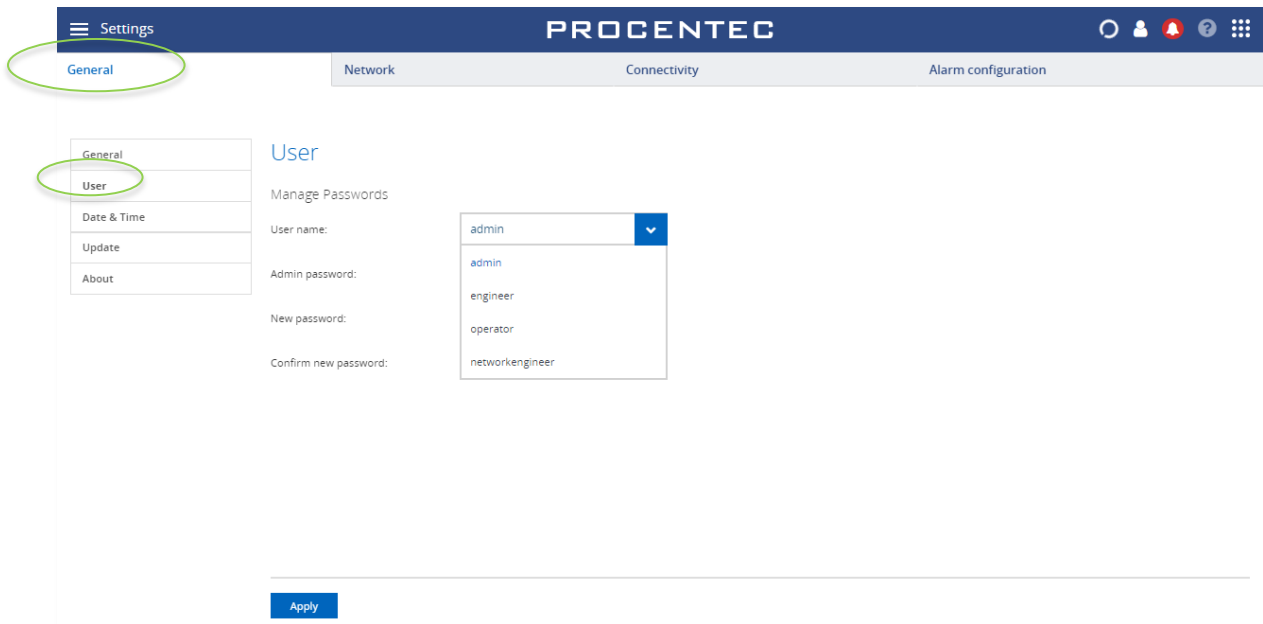 Settings
PROCENTEC
?
General
Network
Connectivity
Alarm configuration
General
User
Date & Time
Update
About
User
Manage Passwords
User name:
admin
admin
engineer
operator
networkengineer
Admin password:
New password:
Confirm new password:
Apply